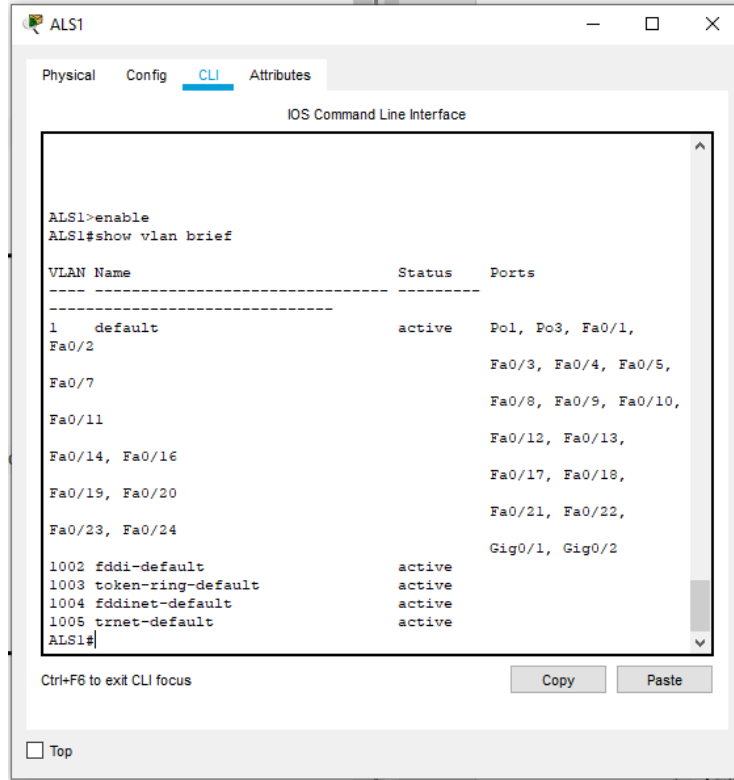 ALS1
Physical Config CLI Attributes
IOS Command Line Interface
ALS1>enable
ALS1#show vlan brief
VLAN Name                             Status    Ports
---- -------------------------------- --------- -------------------------------
1    default                          active    Po1, Po3, Fa0/1,
Fa0/2
                                                Fa0/3, Fa0/4, Fa0/5,
Fa0/7
                                                Fa0/8, Fa0/9, Fa0/10,
Fa0/11
                                                Fa0/12, Fa0/13,
Fa0/14, Fa0/16
                                                Fa0/17, Fa0/18,
Fa0/19, Fa0/20
                                                Fa0/21, Fa0/22,
Fa0/23, Fa0/24
                                                Gig0/1, Gig0/2
1002 fddi-default                     active
1003 token-ring-default               active
1004 fddinet-default                  active
1005 trnet-default                    active
ALS1#
Ctrl+F6 to exit CLI focus
Copy Paste
Top